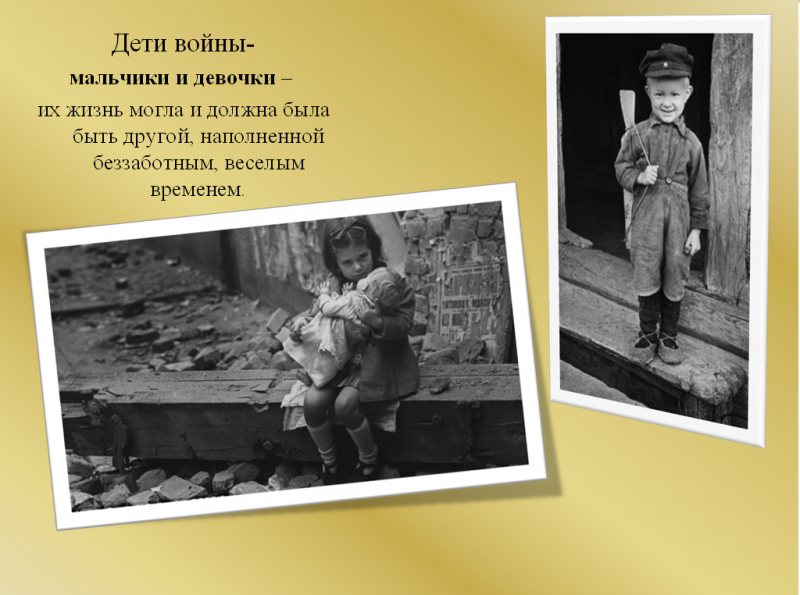 Дети войны-
мальчики и девочки –
их жизнь могла и должна была
быть другой, наполненной
беззаботным, веселым
временем.